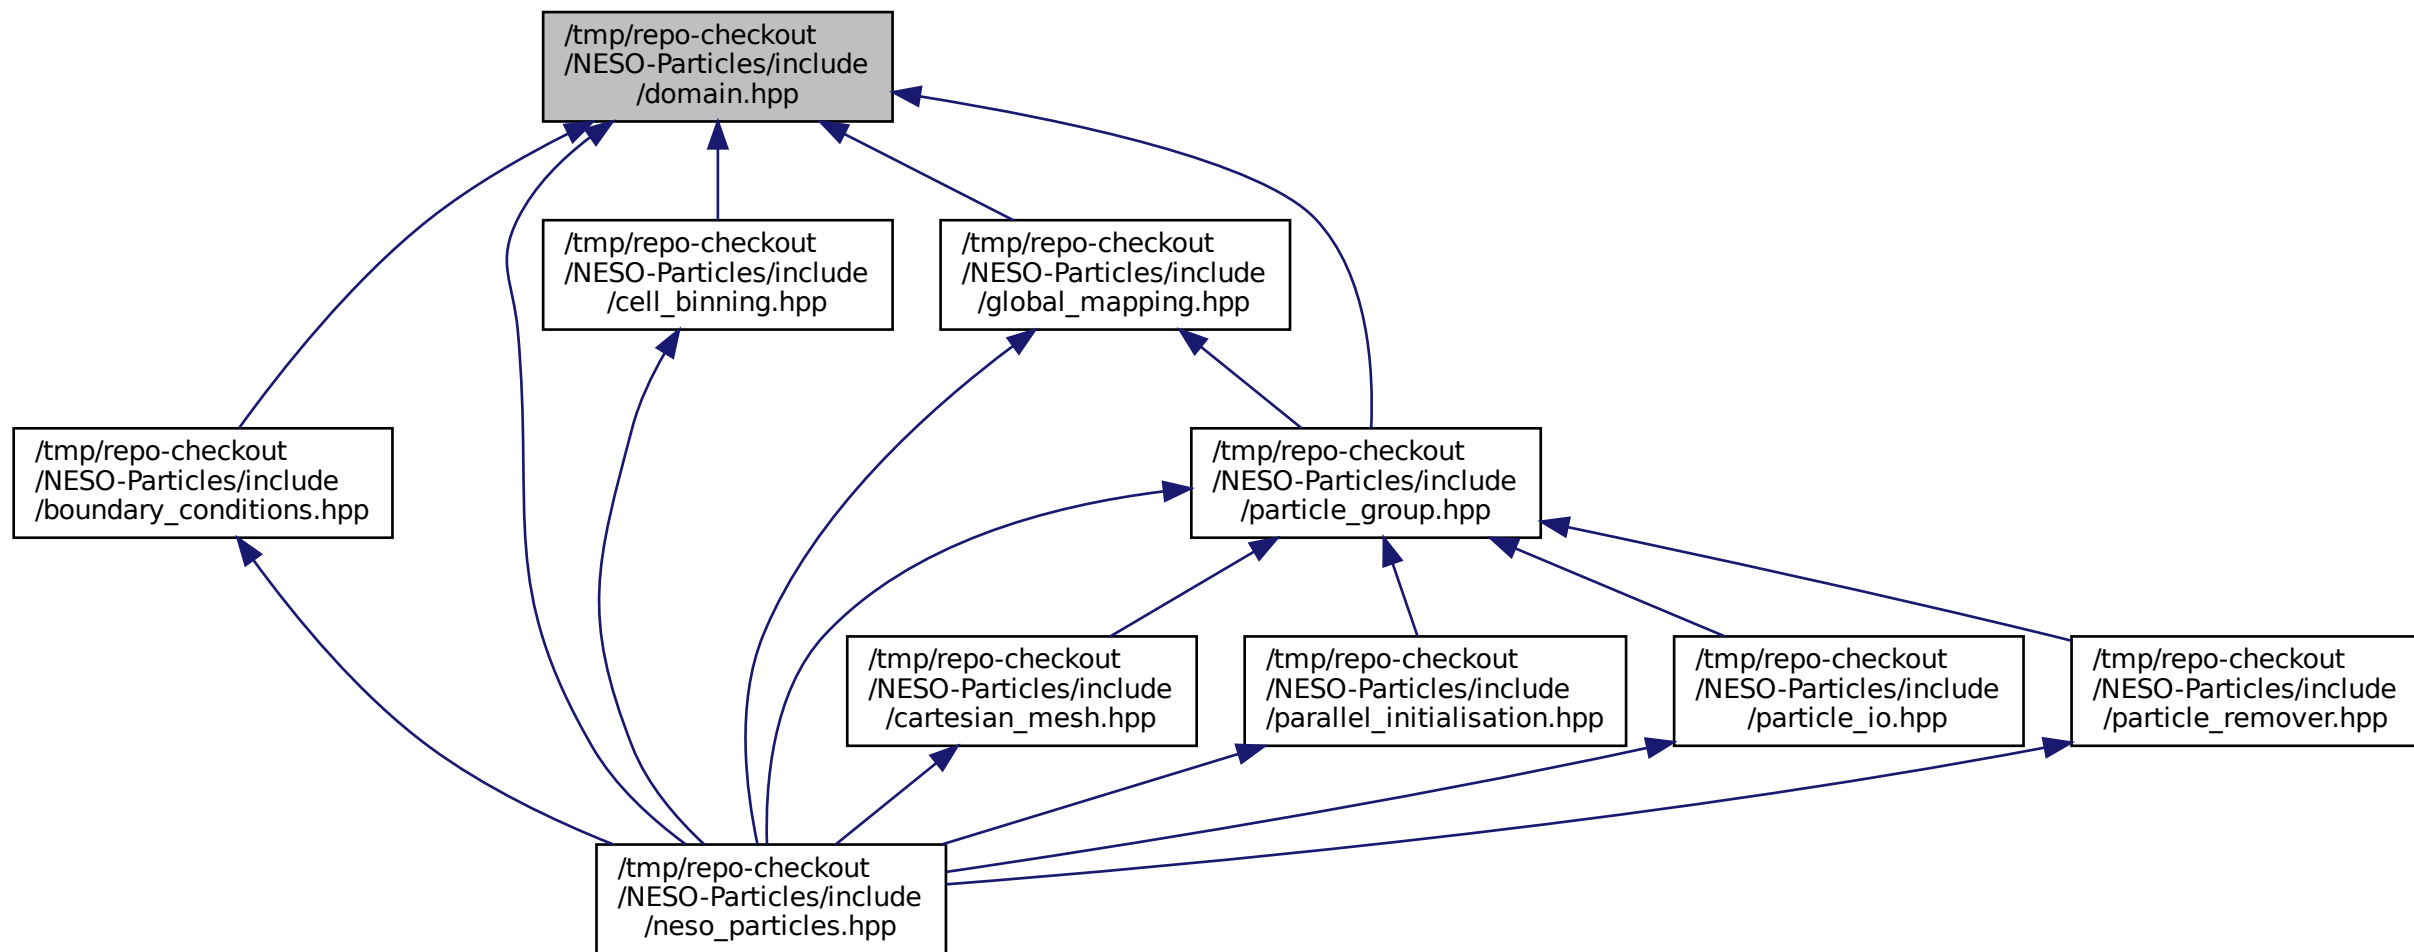 /tmp/repo-checkout
/NESO-Particles/include
/domain.hpp
/tmp/repo-checkout
/NESO-Particles/include
/cell_binning.hpp
/tmp/repo-checkout
/NESO-Particles/include
/global_mapping.hpp
/tmp/repo-checkout
/NESO-Particles/include
/boundary_conditions.hpp
/tmp/repo-checkout
/NESO-Particles/include
/particle_group.hpp
/tmp/repo-checkout
/NESO-Particles/include
/cartesian_mesh.hpp
/tmp/repo-checkout
/NESO-Particles/include
/parallel_initialisation.hpp
/tmp/repo-checkout
/NESO-Particles/include
/particle_io.hpp
/tmp/repo-checkout
/NESO-Particles/include
/particle_remover.hpp
/tmp/repo-checkout
/NESO-Particles/include
/neso_particles.hpp